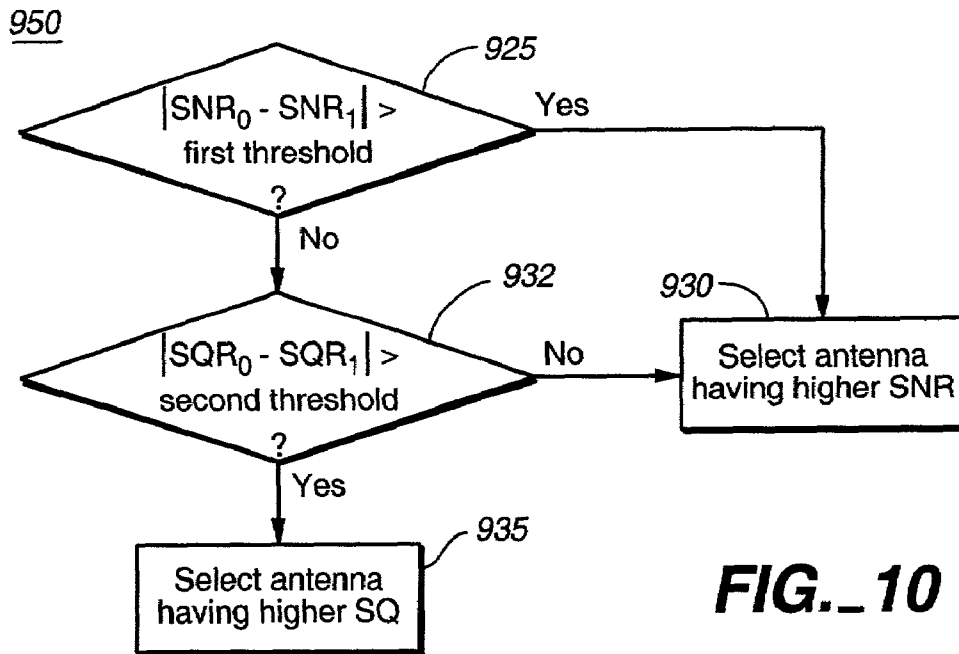 950
925
|SNR₀ - SNR₁| >
first threshold
?
Yes
No
932
|SQR₀ - SQR₁| >
second threshold
?
No
930
Select antenna
having higher SNR
Yes
935
Select antenna
having higher SQ
FIG._10